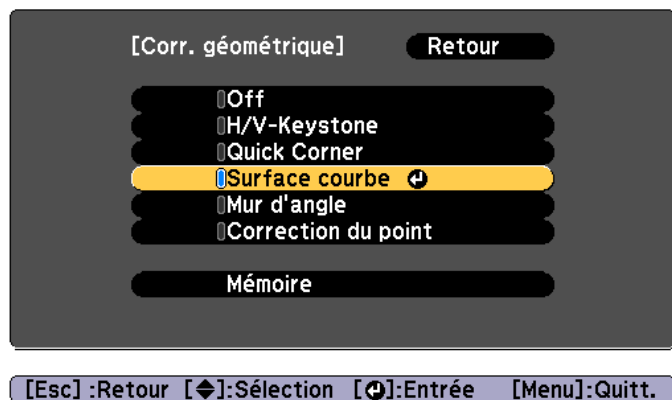 [Corr. géométrique] Retour
Off
H/V-Keystone
Quick Corner
Surface courbe
Mur d'angle
Correction du point
Mémoire
[Esc] :Retour [◆]:Sélection [↵]:Entrée [Menu]:Quitt.